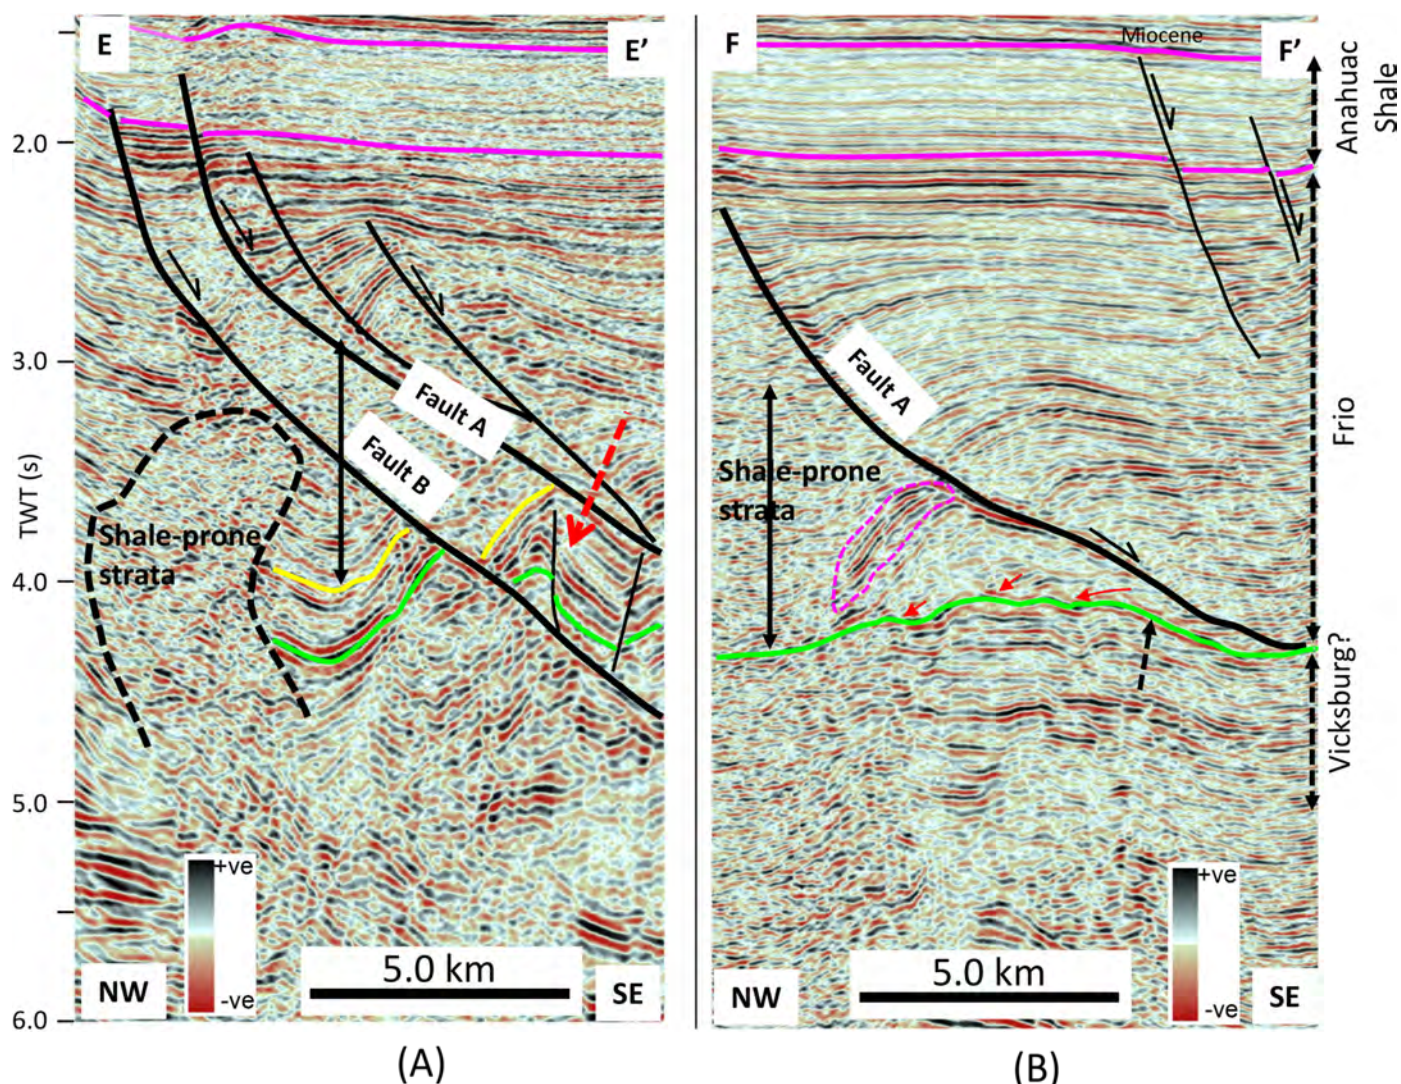 E
E’
F
Miocene
F’
Anahuac
Shale
2.0
3.0
Fault A
Fault B
Fault A
Frio
TWT (s)
Shale-prone
strata
Shale-prone
strata
4.0
Vicksburg?
5.0
+ve
-ve
+ve
-ve
5.0 km
5.0 km
NW
SE
NW
SE
6.0
(A)
(B)